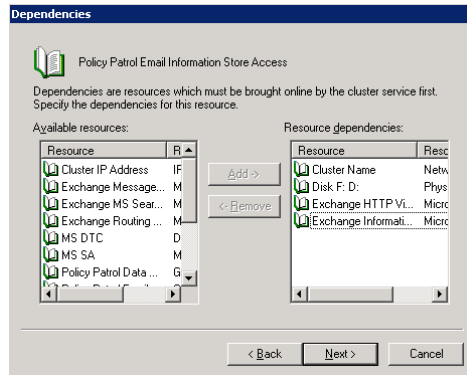 Dependencies
Policy Patrol Email Information Store Access
Dependencies are resources which must be brought online by the cluster service first.
Specify the dependencies for this resource.
Available resources:
Resource R
Cluster IP Address IF
Exchange Message... M
Exchange MS Sear... M
Exchange Routing ... M
MS DTC D
MS SA M
Policy Patrol Data ... G
Add ->
<- Remove
Resource dependencies:
Resource Resc
Cluster Name Netw
Disk F: D: Phys
Exchange HTTP Vi... Micro
Exchange Informati... Micro
< Back
Next >
Cancel